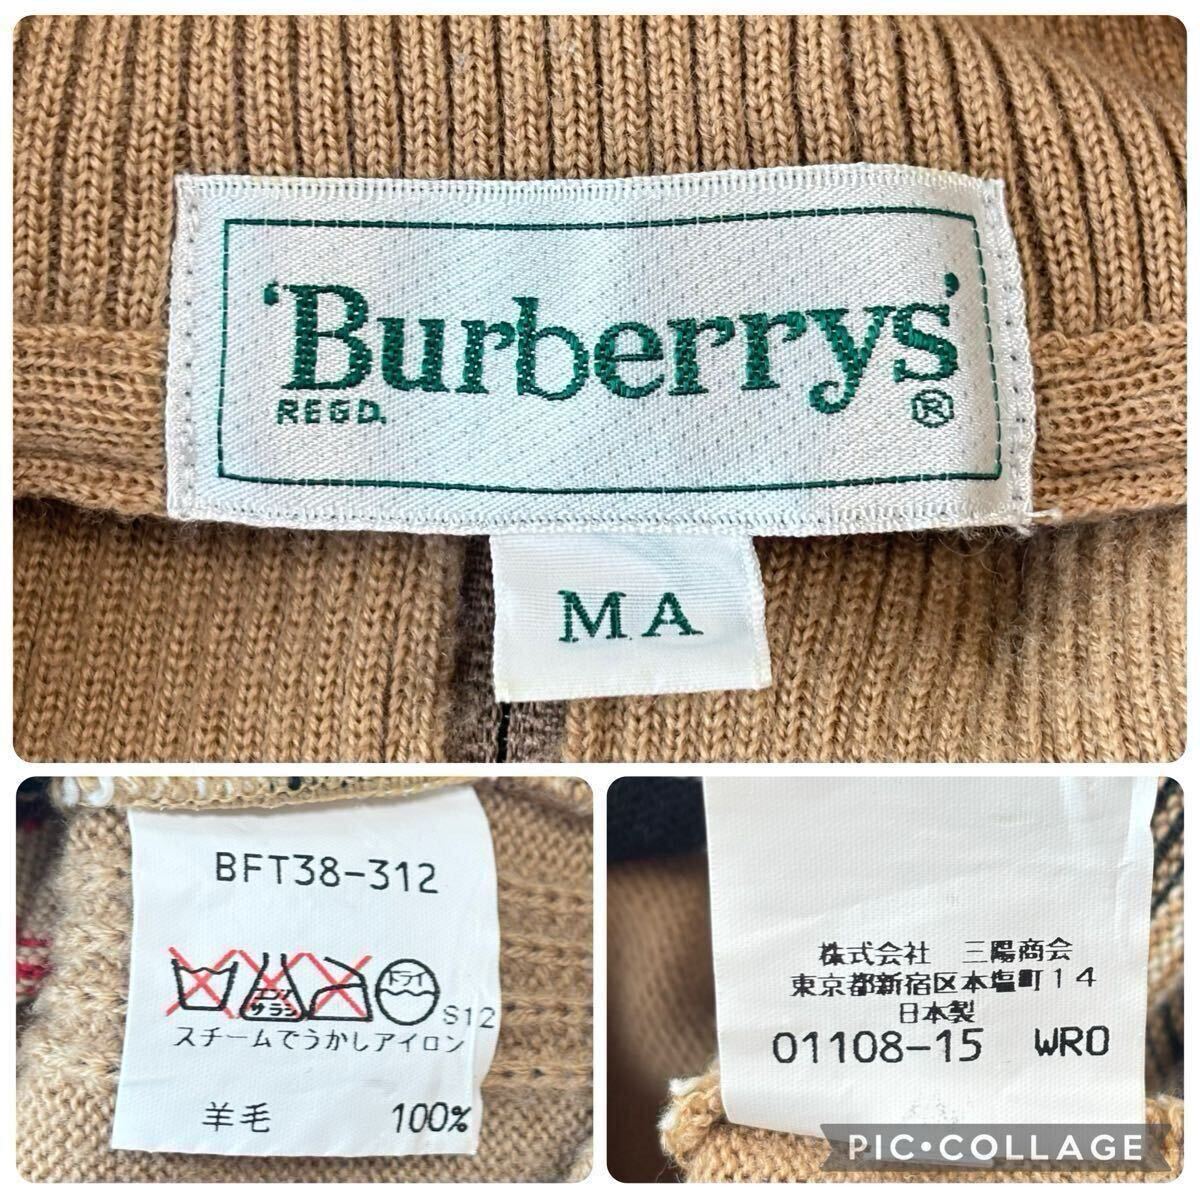 'Burberrys'
REGD. ®
MA
BFT38-312
エンソ
サラシ
ドライ
S12
スチームでうかしアイロン
羊毛 100%
株式会社 三陽商会
東京都新宿区本塩町14
日本製
01108-15 WRO
PIC•COLLAGE